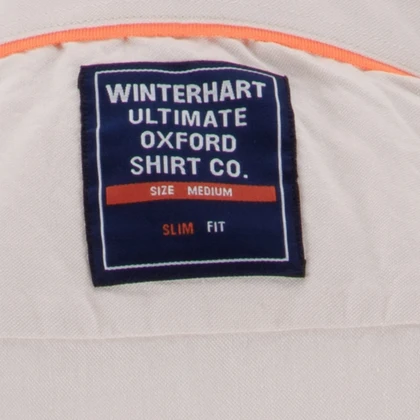 WINTERHART
ULTIMATE
OXFORD
SHIRT CO.
SIZE MEDIUM
SLIM FIT